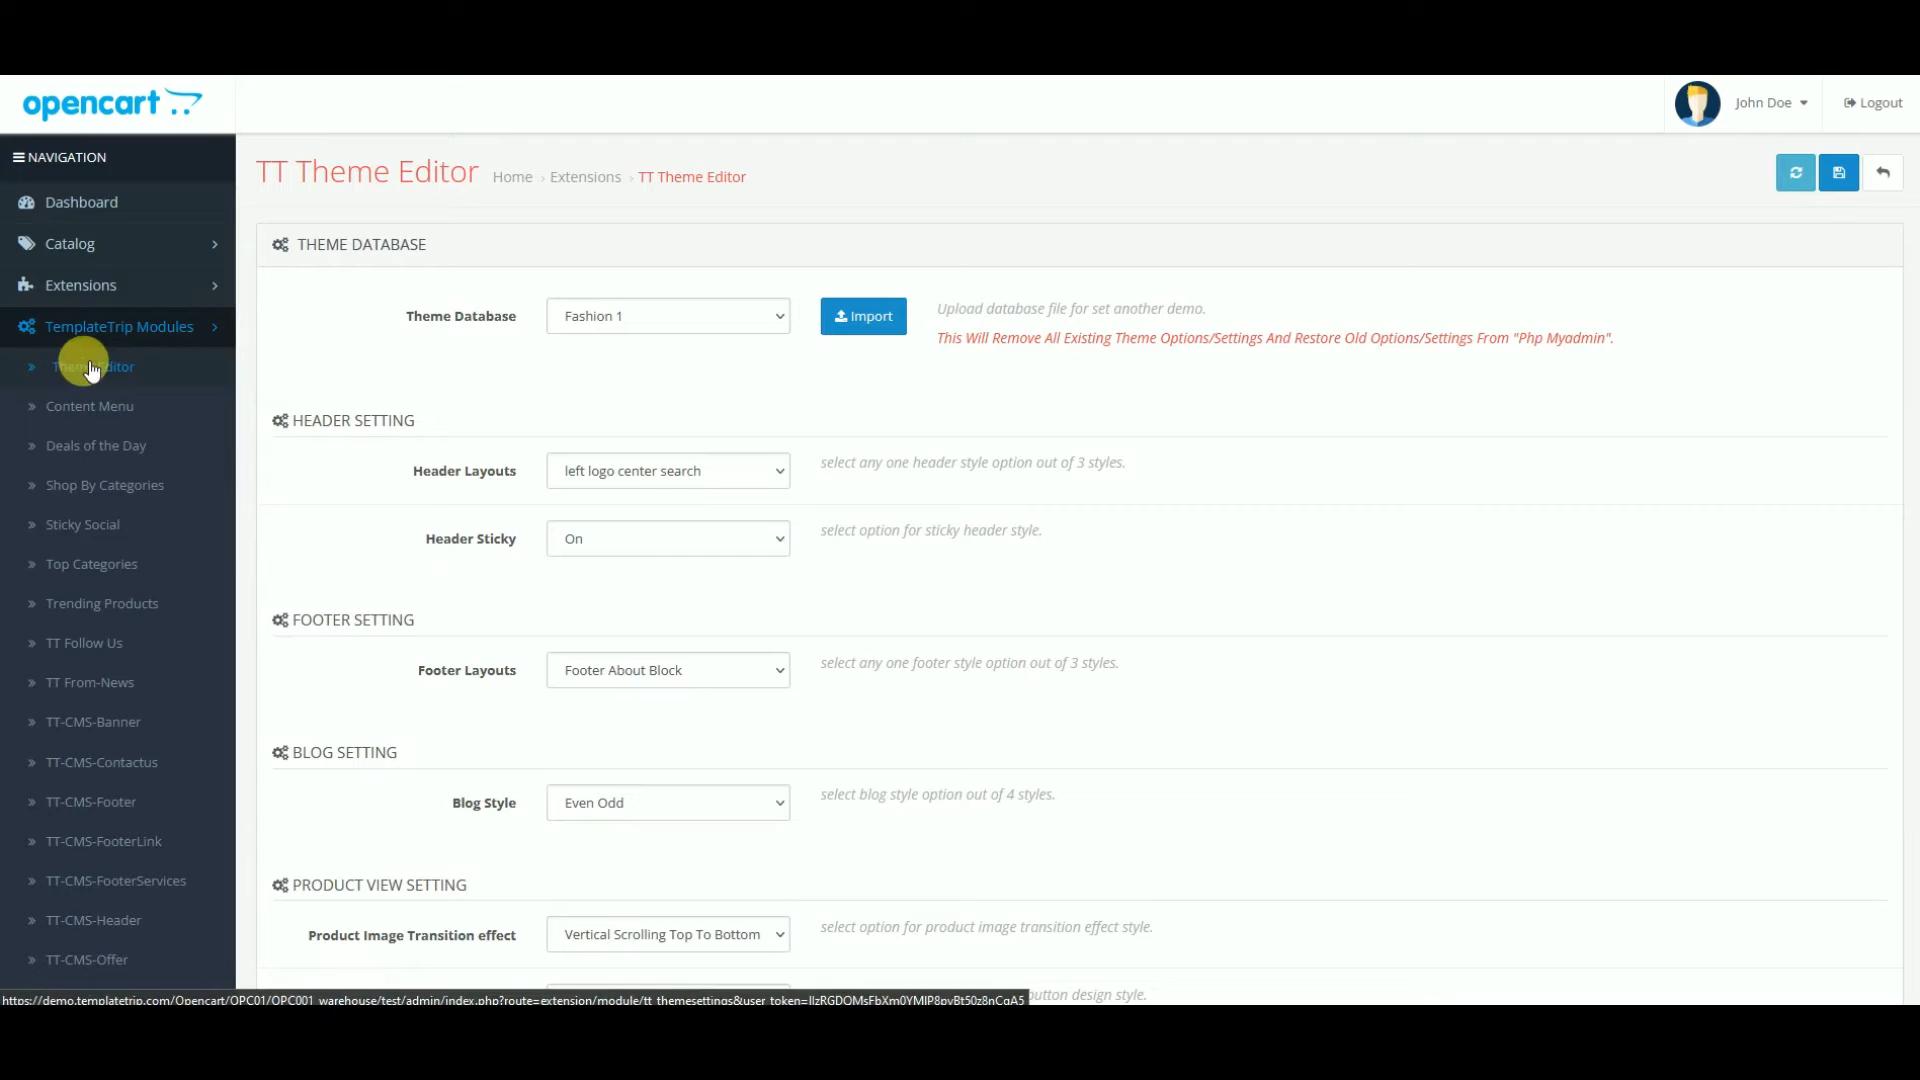 opencart
John Doe
Logout
NAVIGATION
Dashboard
Catalog
Extensions
TemplateTrip Modules
Theme Editor
Content Menu
Deals of the Day
Shop By Categories
Sticky Social
Top Categories
Trending Products
TT Follow Us
TT From-News
TT-CMS-Banner
TT-CMS-Contactus
TT-CMS-Footer
TT-CMS-FooterLink
TT-CMS-FooterServices
TT-CMS-Header
TT-CMS-Offer
TT Theme Editor
Home › Extensions › TT Theme Editor
THEME DATABASE
Theme Database
Fashion 1
Import
Upload database file for set another demo.
This Will Remove All Existing Theme Options/Settings And Restore Old Options/Settings From "Php Myadmin".
HEADER SETTING
Header Layouts
left logo center search
select any one header style option out of 3 styles.
Header Sticky
On
select option for sticky header style.
FOOTER SETTING
Footer Layouts
Footer About Block
select any one footer style option out of 3 styles.
BLOG SETTING
Blog Style
Even Odd
select blog style option out of 4 styles.
PRODUCT VIEW SETTING
Product Image Transition effect
Vertical Scrolling Top To Bottom
select option for product image transition effect style.
button design style.